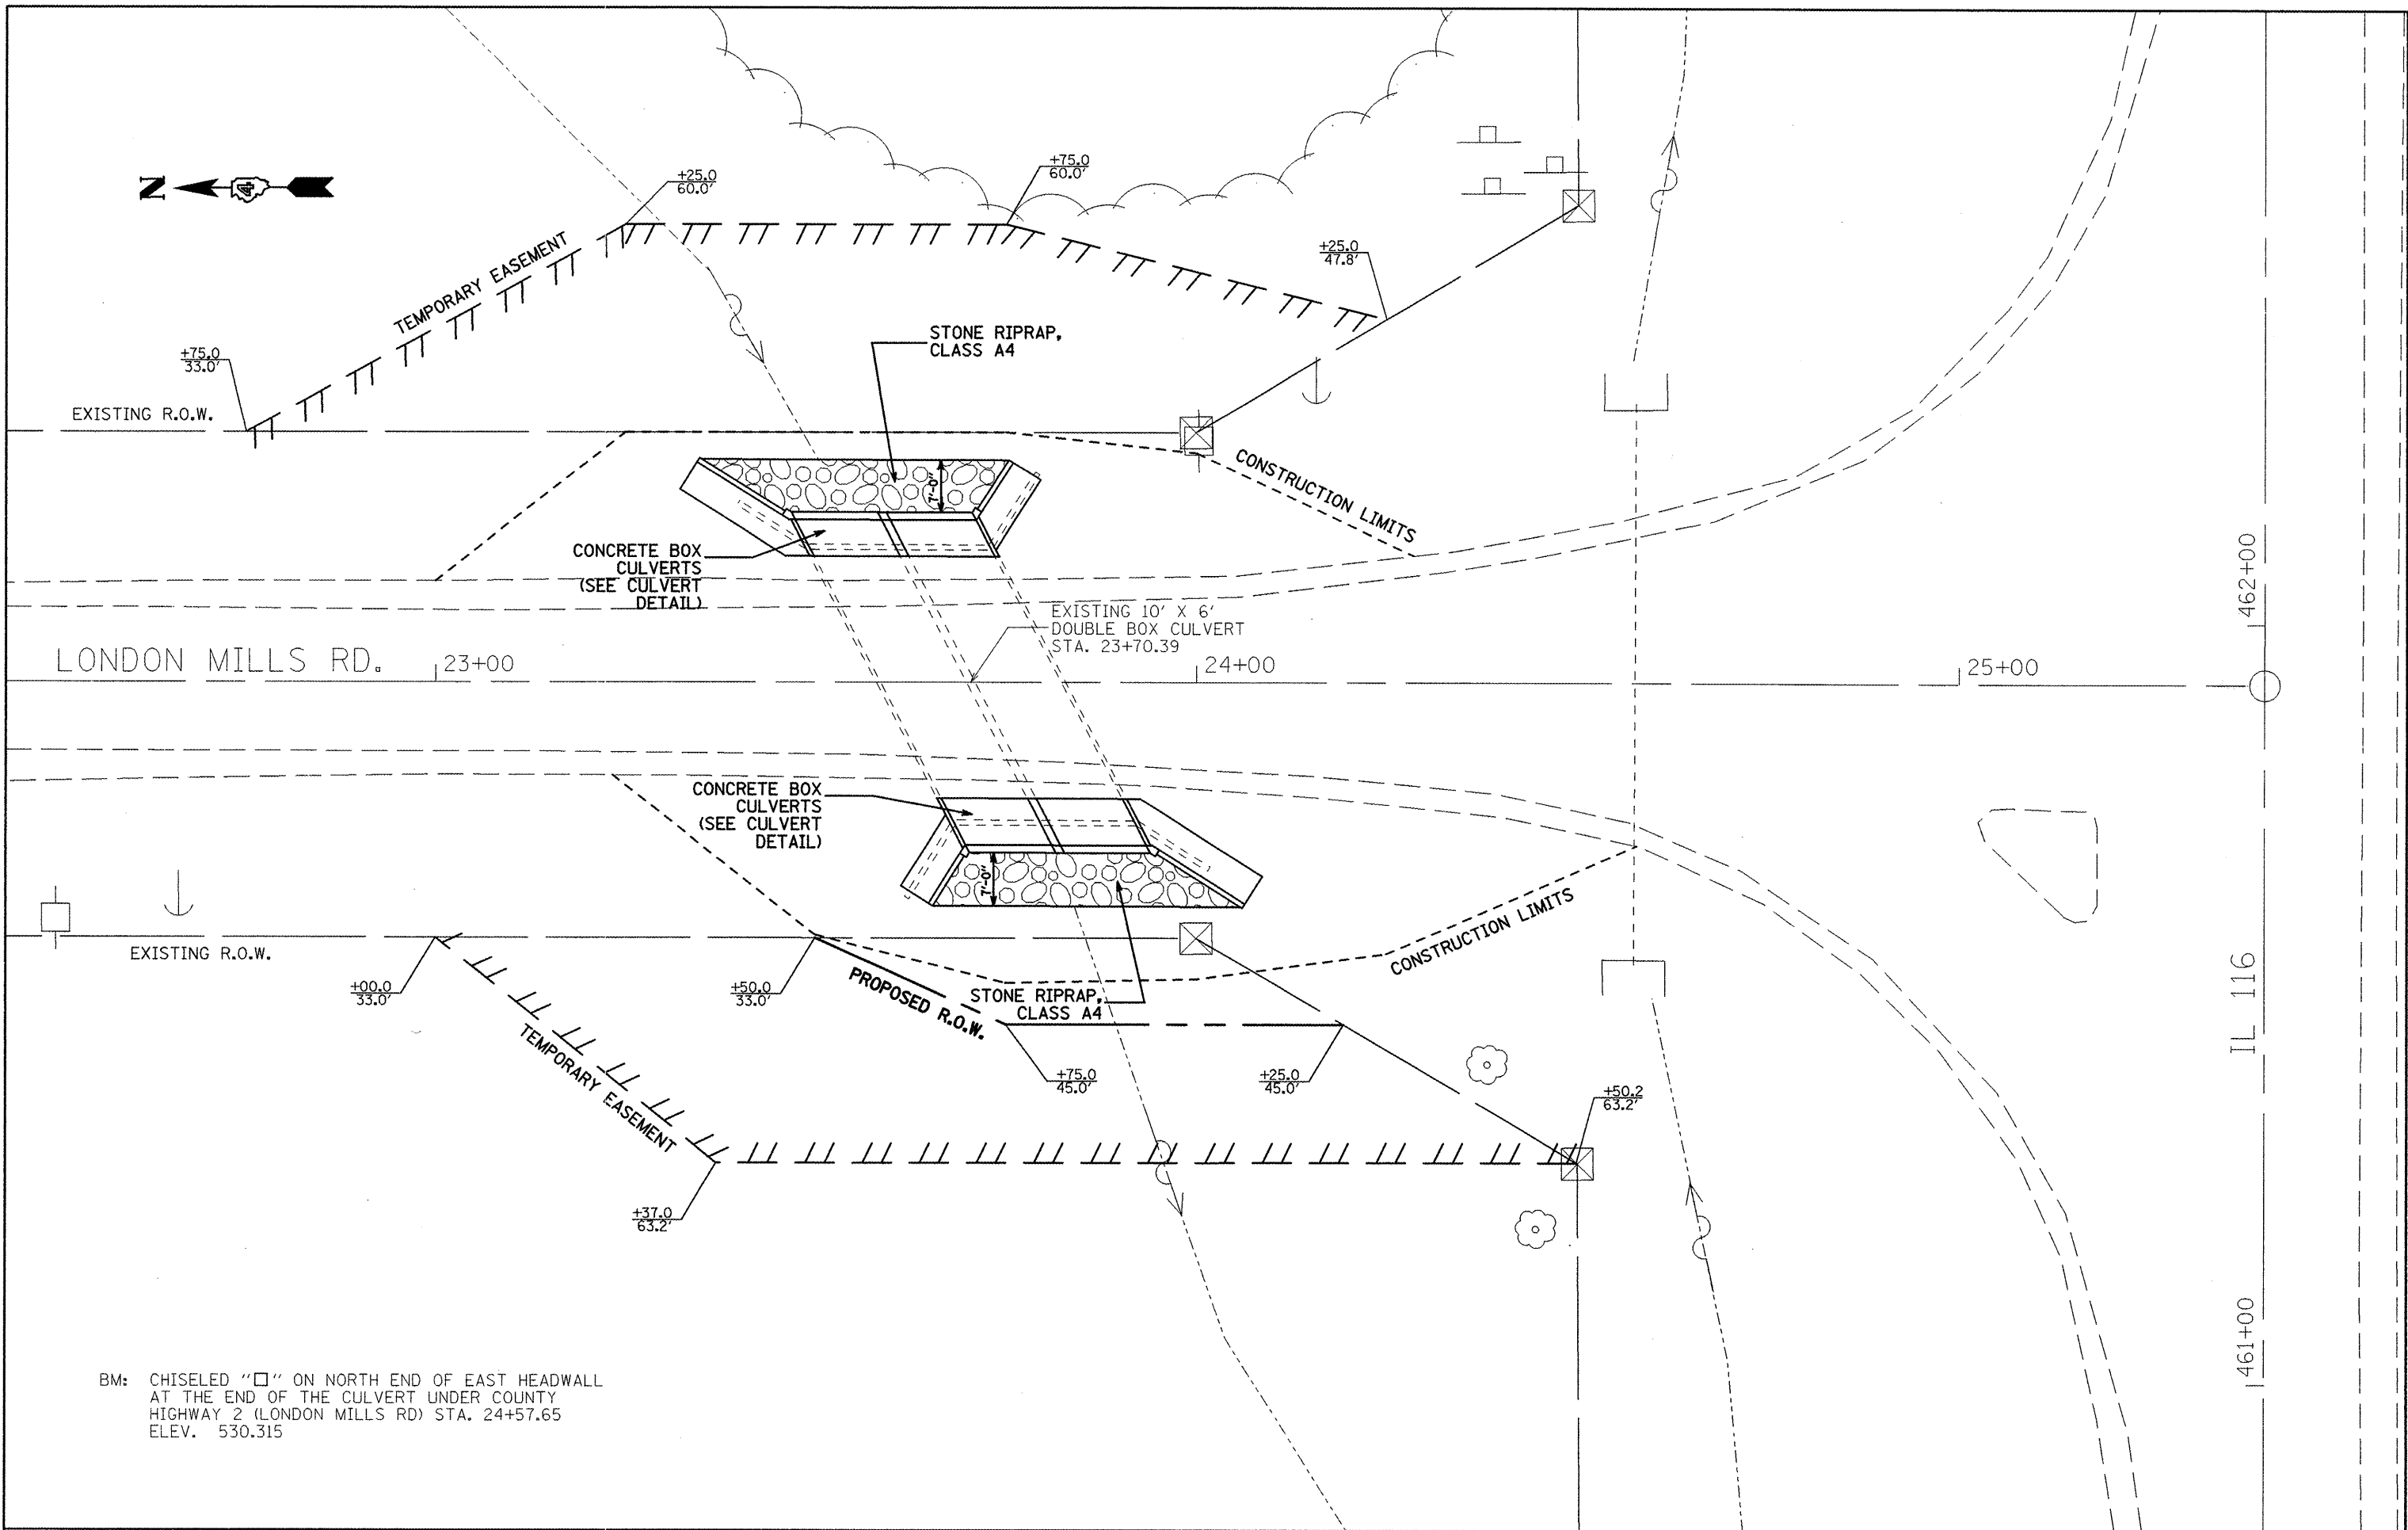 N
4
+25.0
60.0'
+75.0
60.0'
+25.0
47.8'
TEMPORARY EASEMENT
+75.0
33.0'
STONE RIPRAP,
CLASS A4
EXISTING R.O.W.
7'-0"
CONSTRUCTION LIMITS
CONCRETE BOX
CULVERTS
(SEE CULVERT
DETAIL)
EXISTING 10' X 6'
DOUBLE BOX CULVERT
STA. 23+70.39
462+00
LONDON MILLS RD.
23+00
24+00
25+00
CONCRETE BOX
CULVERTS
(SEE CULVERT
DETAIL)
7'-0"
CONSTRUCTION LIMITS
EXISTING R.O.W.
+00.0
33.0'
+50.0
33.0'
PROPOSED R.O.W.
STONE RIPRAP,
CLASS A4
IL 116
TEMPORARY EASEMENT
+75.0
45.0'
+25.0
45.0'
+50.2
63.2'
+37.0
63.2'
461+00
BM: CHISELED "□" ON NORTH END OF EAST HEADWALL
AT THE END OF THE CULVERT UNDER COUNTY
HIGHWAY 2 (LONDON MILLS RD) STA. 24+57.65
ELEV. 530.315